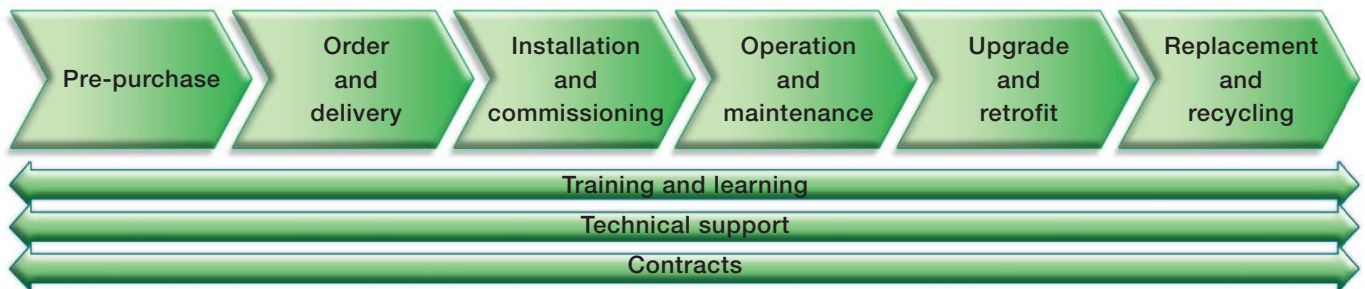 Pre-purchase
Order
and
delivery
Installation
and
commissioning
Operation
and
maintenance
Upgrade
and
retrofit
Replacement
and
recycling
Training and learning
Technical support
Contracts